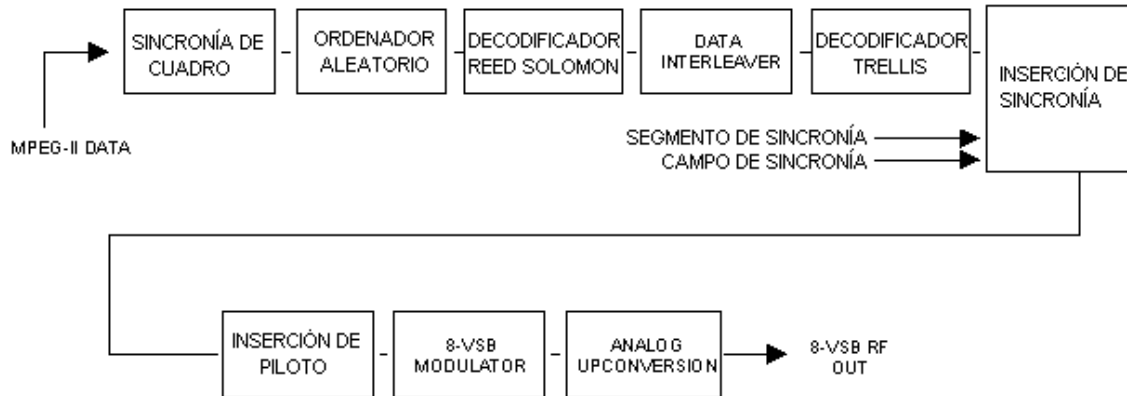 SINCRONÍA DE
CUADRO
ORDENADOR
ALEATORIO
DECODIFICADOR
REED SOLOMON
DATA
INTERLEAVER
DECODIFICADOR
TRELLIS
INSERCIÓN DE
SINCRONÍA
MPEG-II DATA
SEGMENTO DE SINCRONÍA
CAMPO DE SINCRONÍA
INSERCIÓN DE
PILOTO
8-VSB
MODULATOR
ANALOG
UPCONVERSION
8-VSB RF
OUT